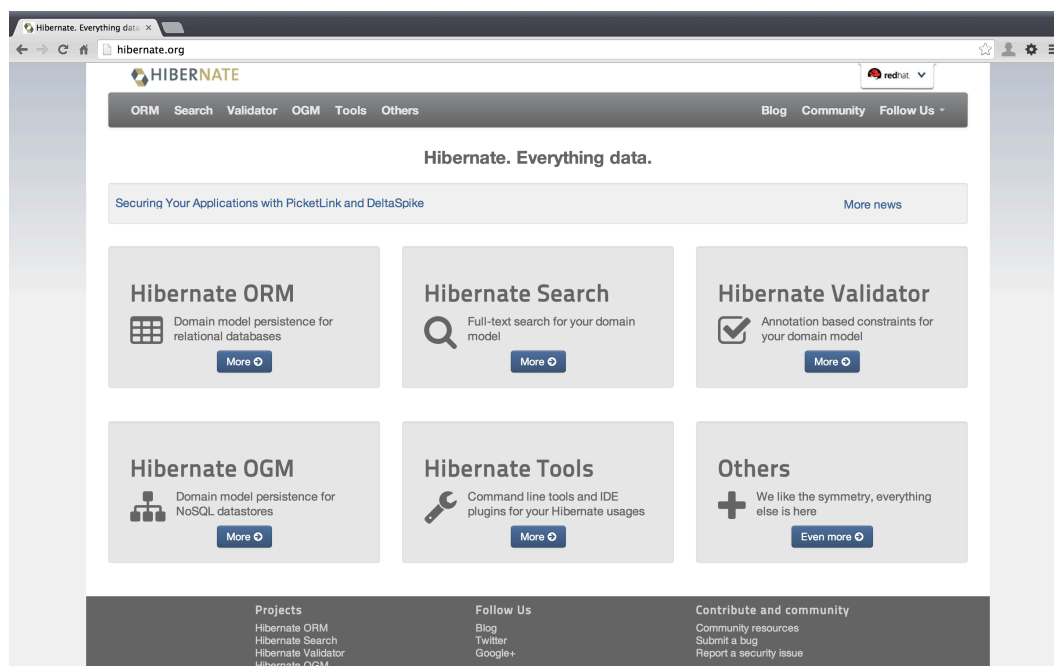 Hibernate. Everything data
hibernate.org
HIBERNATE
redhat
ORM Search Validator OGM Tools Others Blog Community Follow Us
Hibernate. Everything data.
Securing Your Applications with PicketLink and DeltaSpike More news
Hibernate ORM
Domain model persistence for
relational databases
More
Hibernate Search
Full-text search for your domain
model
More
Hibernate Validator
Annotation based constraints for
your domain model
More
Hibernate OGM
Domain model persistence for
NoSQL datastores
More
Hibernate Tools
Command line tools and IDE
plugins for your Hibernate usages
More
Others
We like the symmetry, everything
else is here
Even more
Projects
Hibernate ORM
Hibernate Search
Hibernate Validator
Hibernate OGM
Follow Us
Blog
Twitter
Google+
Contribute and community
Community resources
Submit a bug
Report a security issue